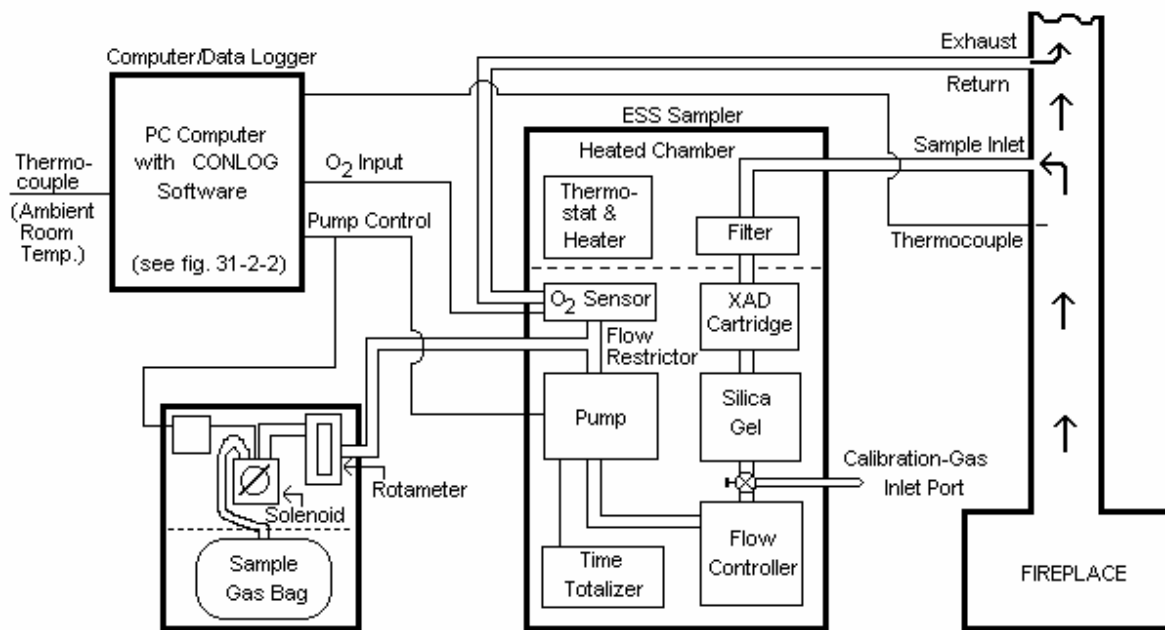 Computer/Data Logger
PC Computer
with CONLOG
Software
(see fig. 31-2-2)
Thermo-
couple
(Ambient
Room
Temp.)
O2 Input
Pump Control
ESS Sampler
Heated Chamber
Thermo-
stat &
Heater
Filter
O2 Sensor
Flow
Restrictor
XAD
Cartridge
Pump
Silica
Gel
Time
Totalizer
Flow
Controller
Exhaust
Return
Sample Inlet
Thermocouple
Calibration-Gas
Inlet Port
FIREPLACE
Rotameter
Solenoid
Sample
Gas Bag